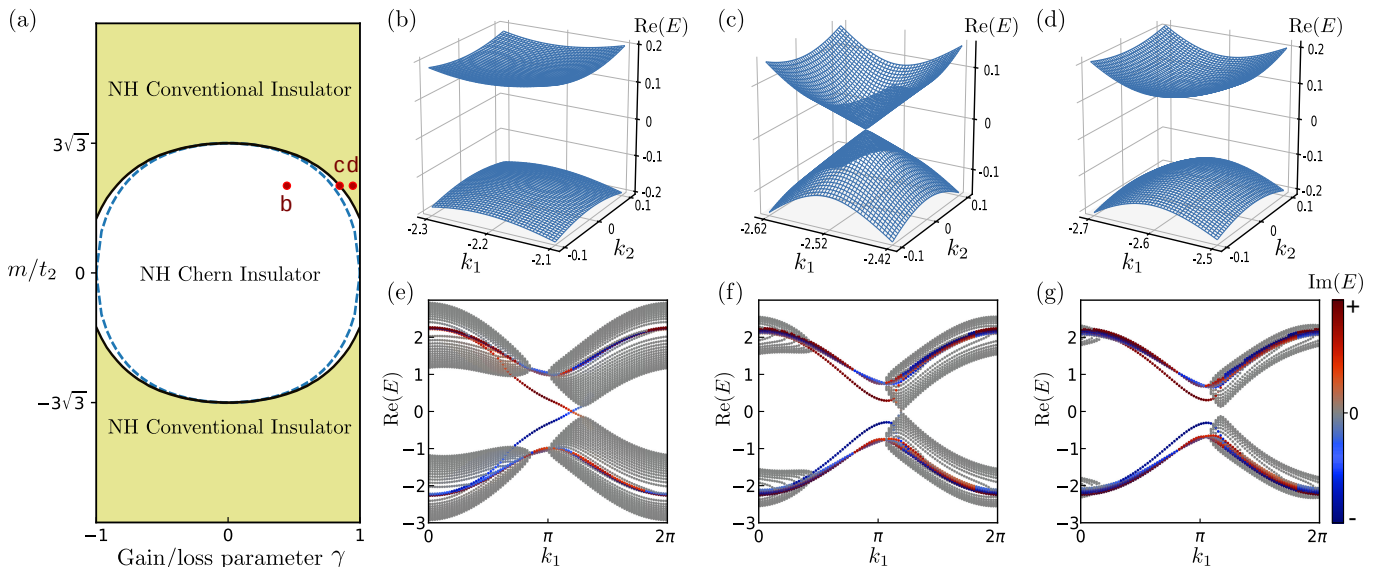 (a)
NH Conventional Insulator
3√3
c d
b
m/t₂
0
NH Chern Insulator
−3√3
NH Conventional Insulator
−1
0
1
Gain/loss parameter γ
(b)
Re(E)
0.2
0.1
0
-0.1
-0.2
-2.3
-2.2
-2.1
k₁
-0.1
0
0.1
k₂
(c)
Re(E)
0.1
0
-0.1
-2.62
-2.52
-2.42
k₁
-0.1
0
0.1
k₂
(d)
Re(E)
0.2
0.1
0
-0.1
-0.2
-2.7
-2.6
-2.5
k₁
-0.1
0
0.1
k₂
(e)
Re(E)
2
1
0
−1
−2
−3
0
π
2π
k₁
(f)
Re(E)
2
1
0
−1
−2
−3
0
π
2π
k₁
(g)
Re(E)
2
1
0
−1
−2
−3
0
π
2π
k₁
Im(E)
+
0
-